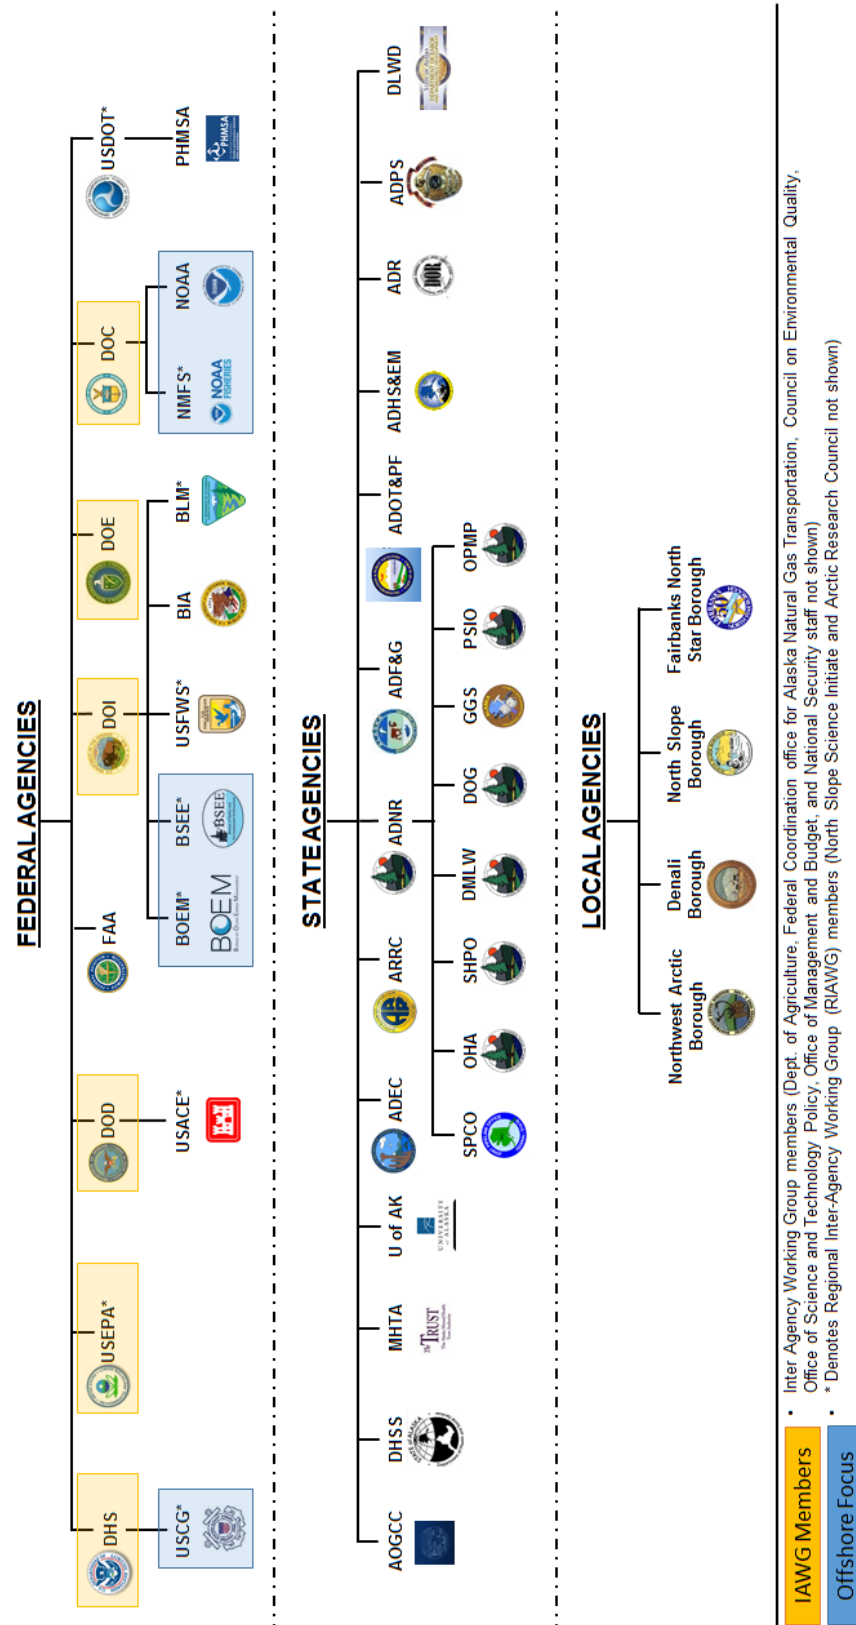 FEDERAL AGENCIES
DHS
USEPA*
DOD
FAA
DOI
DOE
DOC
USDOT*
USCG*
USACE*
BOEM*
BSEE*
USFWS*
BIA
BLM*
NMFS*
NOAA
PHMSA
BOEM
BSEE
NOAA
FISHERIES
PHMSA
STATE AGENCIES
AOGCC
DHSS
MHTA
U of AK
ADEC
ARRC
ADNR
ADF&G
ADOT&PF
ADHS&EM
ADR
ADPS
DLWD
The TRUST
UNIVERSITY
of ALASKA
DOR
SPCO
OHA
SHPO
DMLW
DOG
GGS
PSIO
OPMP
LOCAL AGENCIES
Northwest Arctic
Borough
Denali
Borough
North Slope
Borough
Fairbanks North
Star Borough
IAWG Members
Offshore Focus
• Inter Agency Working Group members (Dept. of Agriculture, Federal Coordination office for Alaska Natural Gas Transportation, Council on Environmental Quality,
Office of Science and Technology Policy, Office of Management and Budget, and National Security staff not shown)
• * Denotes Regional Inter-Agency Working Group (RIAWG) members (North Slope Science Initiate and Arctic Research Council not shown)